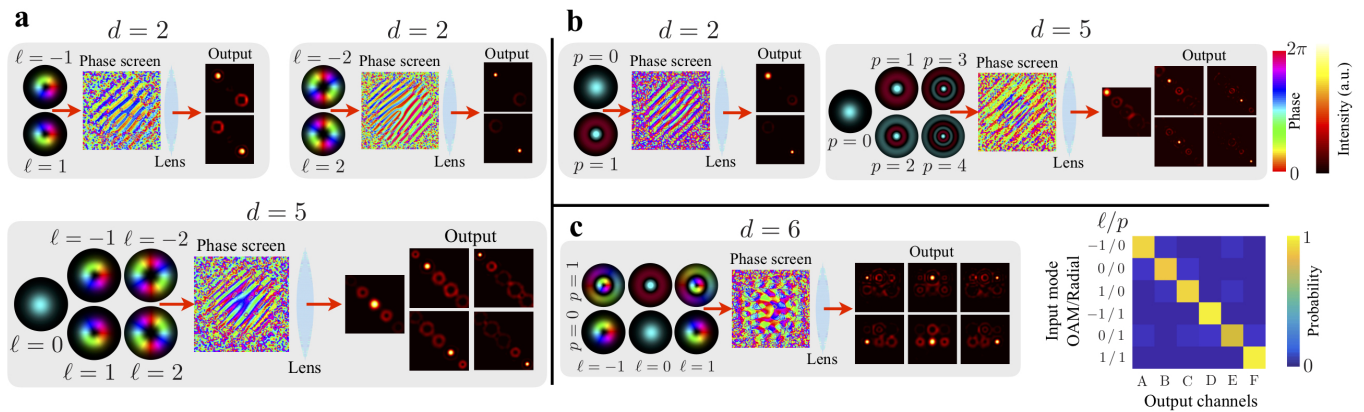 a
d = 2
ℓ = −1
Phase screen
Output
ℓ = 1
Lens
d = 2
ℓ = −2
Phase screen
Output
ℓ = 2
Lens
d = 5
ℓ = −1 ℓ = −2
Phase screen
Output
ℓ = 0
ℓ = 1 ℓ = 2
Lens
b
d = 2
p = 0
Phase screen
Output
p = 1
Lens
d = 5
p = 1 p = 3
Phase screen
Output
p = 0
p = 2 p = 4
Lens
2π
Phase
0
Intensity (a.u.)
c
d = 6
Phase screen
Output
p = 0 p = 1
ℓ = −1 ℓ = 0 ℓ = 1
Lens
ℓ/p
−1/0
0/0
1/0
−1/1
0/1
1/1
Input mode
OAM/Radial
A B C D E F
Output channels
1
Probability
0